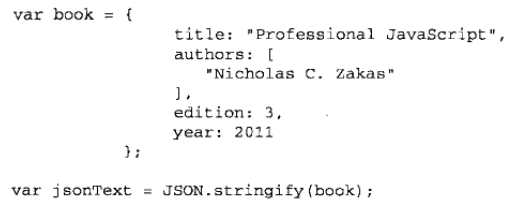 var book = {
title: "Professional JavaScript",
authors: [
"Nicholas C. Zakas"
],
edition: 3,
year: 2011
};
var jsonText = JSON.stringify(book);